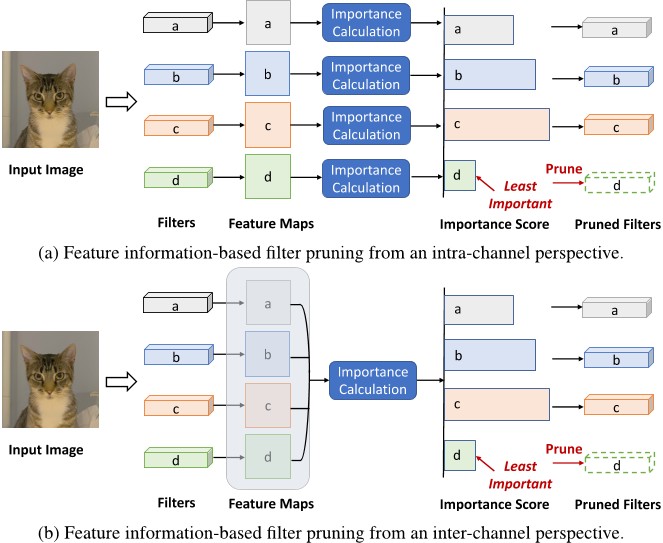 a
a
Importance
Calculation
a
a
b
b
Importance
Calculation
b
b
c
c
Importance
Calculation
c
c
d
d
Importance
Calculation
d
Prune
d
Least
Important
Input Image
Filters
Feature Maps
Importance Score
Pruned Filters
(a) Feature information-based filter pruning from an intra-channel perspective.
a
a
a
a
b
b
b
b
Importance
Calculation
c
c
c
c
d
d
d
Prune
d
Least
Important
Input Image
Filters
Feature Maps
Importance Score
Pruned Filters
(b) Feature information-based filter pruning from an inter-channel perspective.